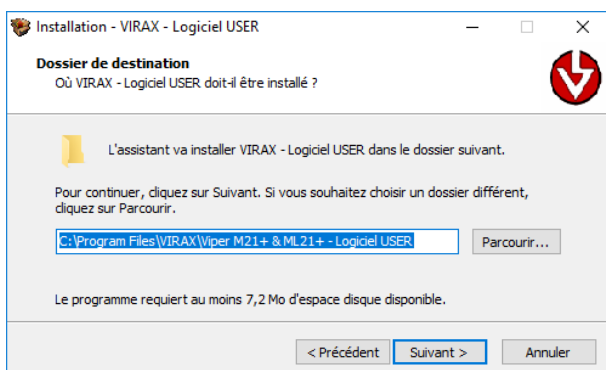 Installation - VIRAX - Logiciel USER
Dossier de destination
Où VIRAX - Logiciel USER doit-il être installé ?
L'assistant va installer VIRAX - Logiciel USER dans le dossier suivant.
Pour continuer, cliquez sur Suivant. Si vous souhaitez choisir un dossier différent,
cliquez sur Parcourir.
C:\Program Files\VIRAX\Viper M21+ & ML21+ - Logiciel USER
Parcourir...
Le programme requiert au moins 7,2 Mo d'espace disque disponible.
< Précédent
Suivant >
Annuler